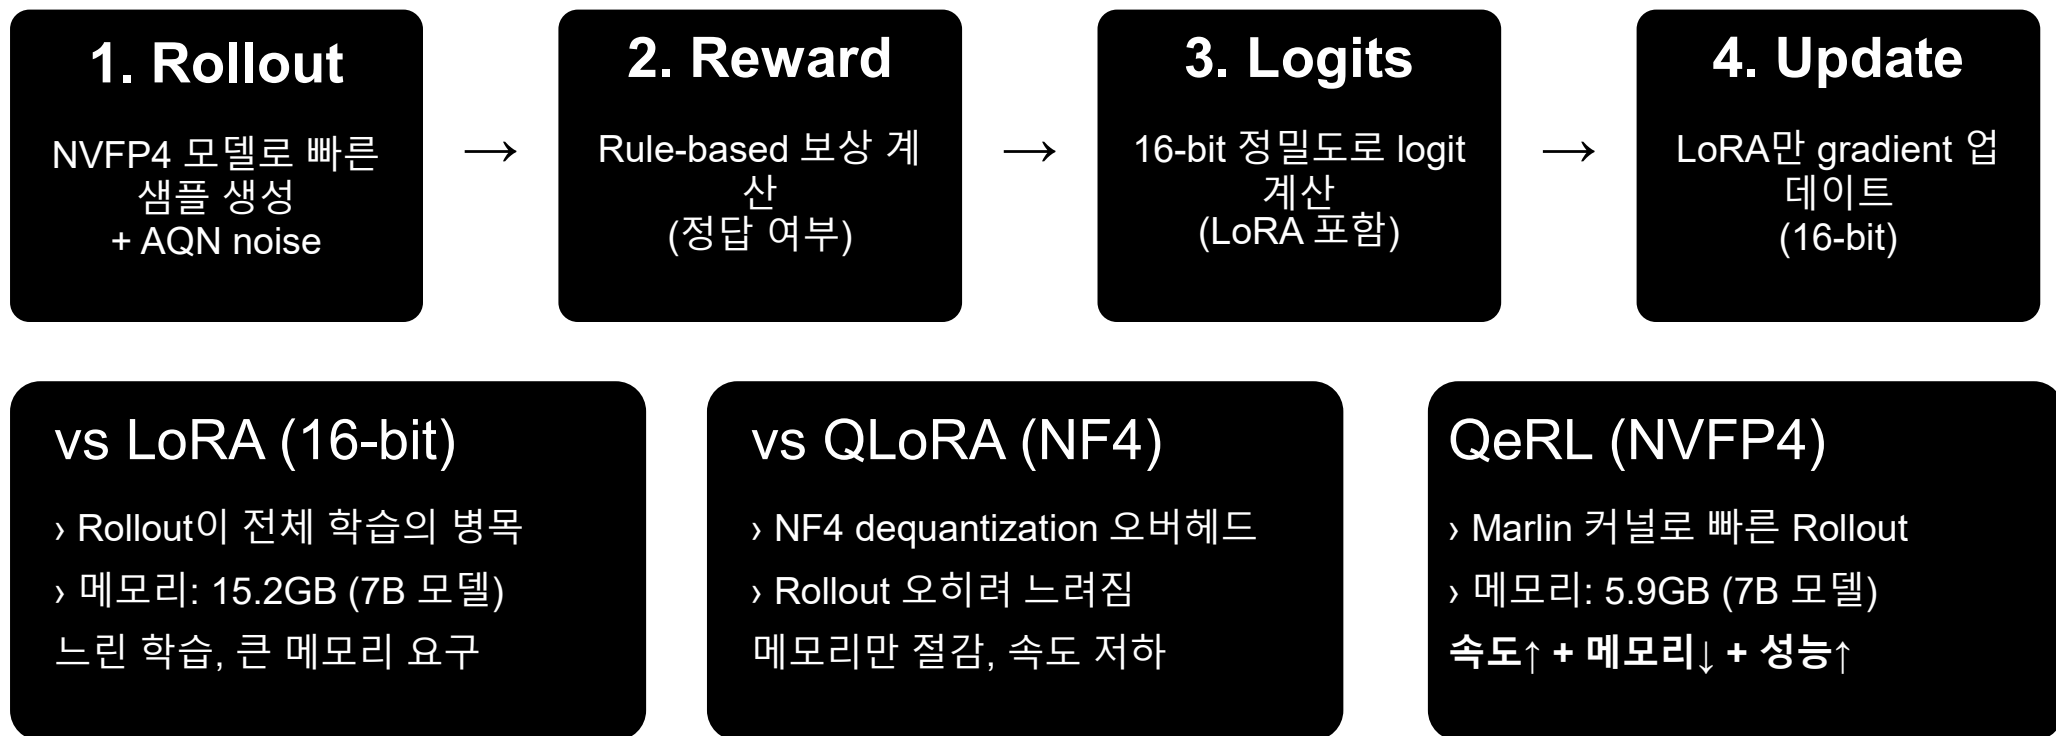 1. Rollout
NVFP4 모델로 빠른
샘플 생성
+ AQN noise
→
2. Reward
Rule-based 보상 계
산
(정답 여부)
→
3. Logits
16-bit 정밀도로 logit
계산
(LoRA 포함)
→
4. Update
LoRA만 gradient 업
데이트
(16-bit)
vs LoRA (16-bit)
› Rollout이 전체 학습의 병목
› 메모리: 15.2GB (7B 모델)
느린 학습, 큰 메모리 요구
vs QLoRA (NF4)
› NF4 dequantization 오버헤드
› Rollout 오히려 느려짐
메모리만 절감, 속도 저하
QeRL (NVFP4)
› Marlin 커널로 빠른 Rollout
› 메모리: 5.9GB (7B 모델)
속도↑ + 메모리↓ + 성능↑